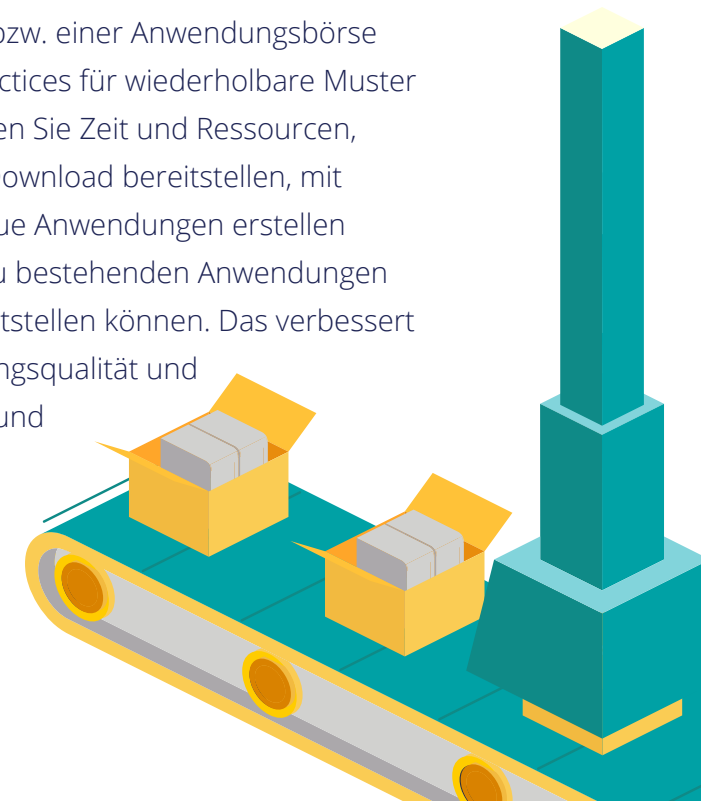 bzw. einer Anwendungsbörse
ctices für wiederholbare Muster
en Sie Zeit und Ressourcen,
ownload bereitstellen, mit
ue Anwendungen erstellen
u bestehenden Anwendungen
tstellen können. Das verbessert
ngsqualität und
und